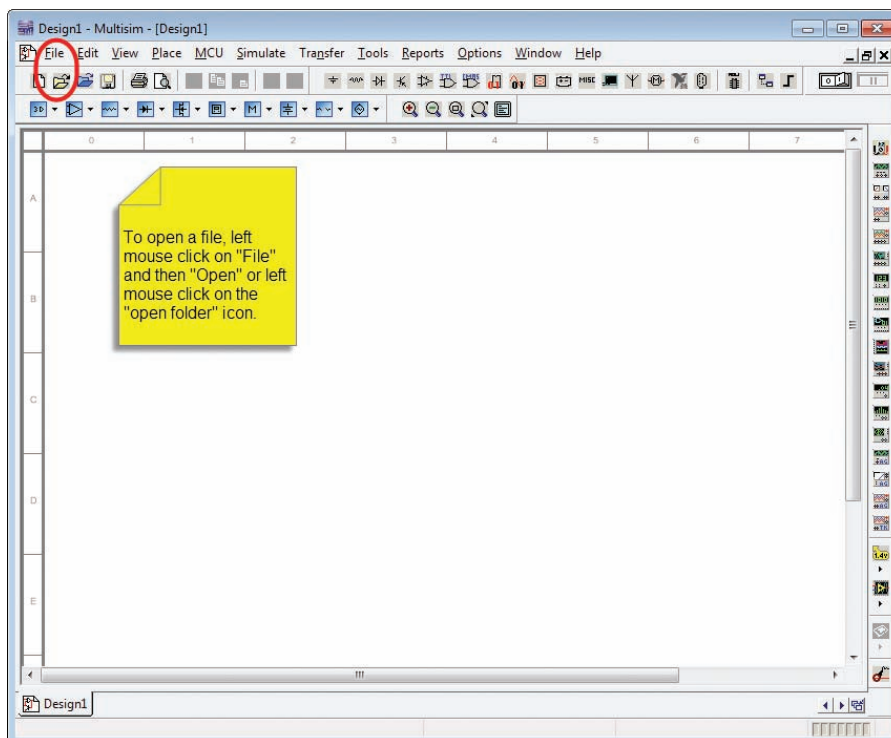 Design1 - Multisim - [Design1]
File Edit View Place MCU Simulate Transfer Tools Reports Options Window Help
MISC
0 1 2 3 4 5 6 7
A
To open a file, left
mouse click on "File"
and then "Open" or left
mouse click on the
"open folder" icon.
B
C
D
E
Design1